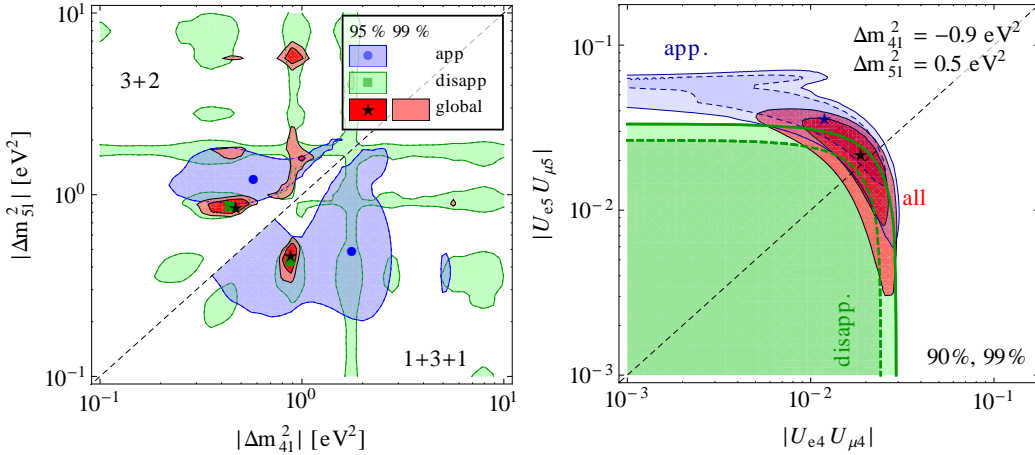 95 % 99 %
app
disapp
global
3+2
1+3+1
10^1
10^0
10^-1
|Δm^2_51| [eV^2]
10^-1
10^0
10^1
|Δm^2_41| [eV^2]
app.
Δm^2_41 = −0.9 eV^2
Δm^2_51 = 0.5 eV^2
all
disapp.
90%, 99%
10^-1
10^-2
10^-3
|U_e5 U_μ5|
10^-3
10^-2
10^-1
|U_e4 U_μ4|